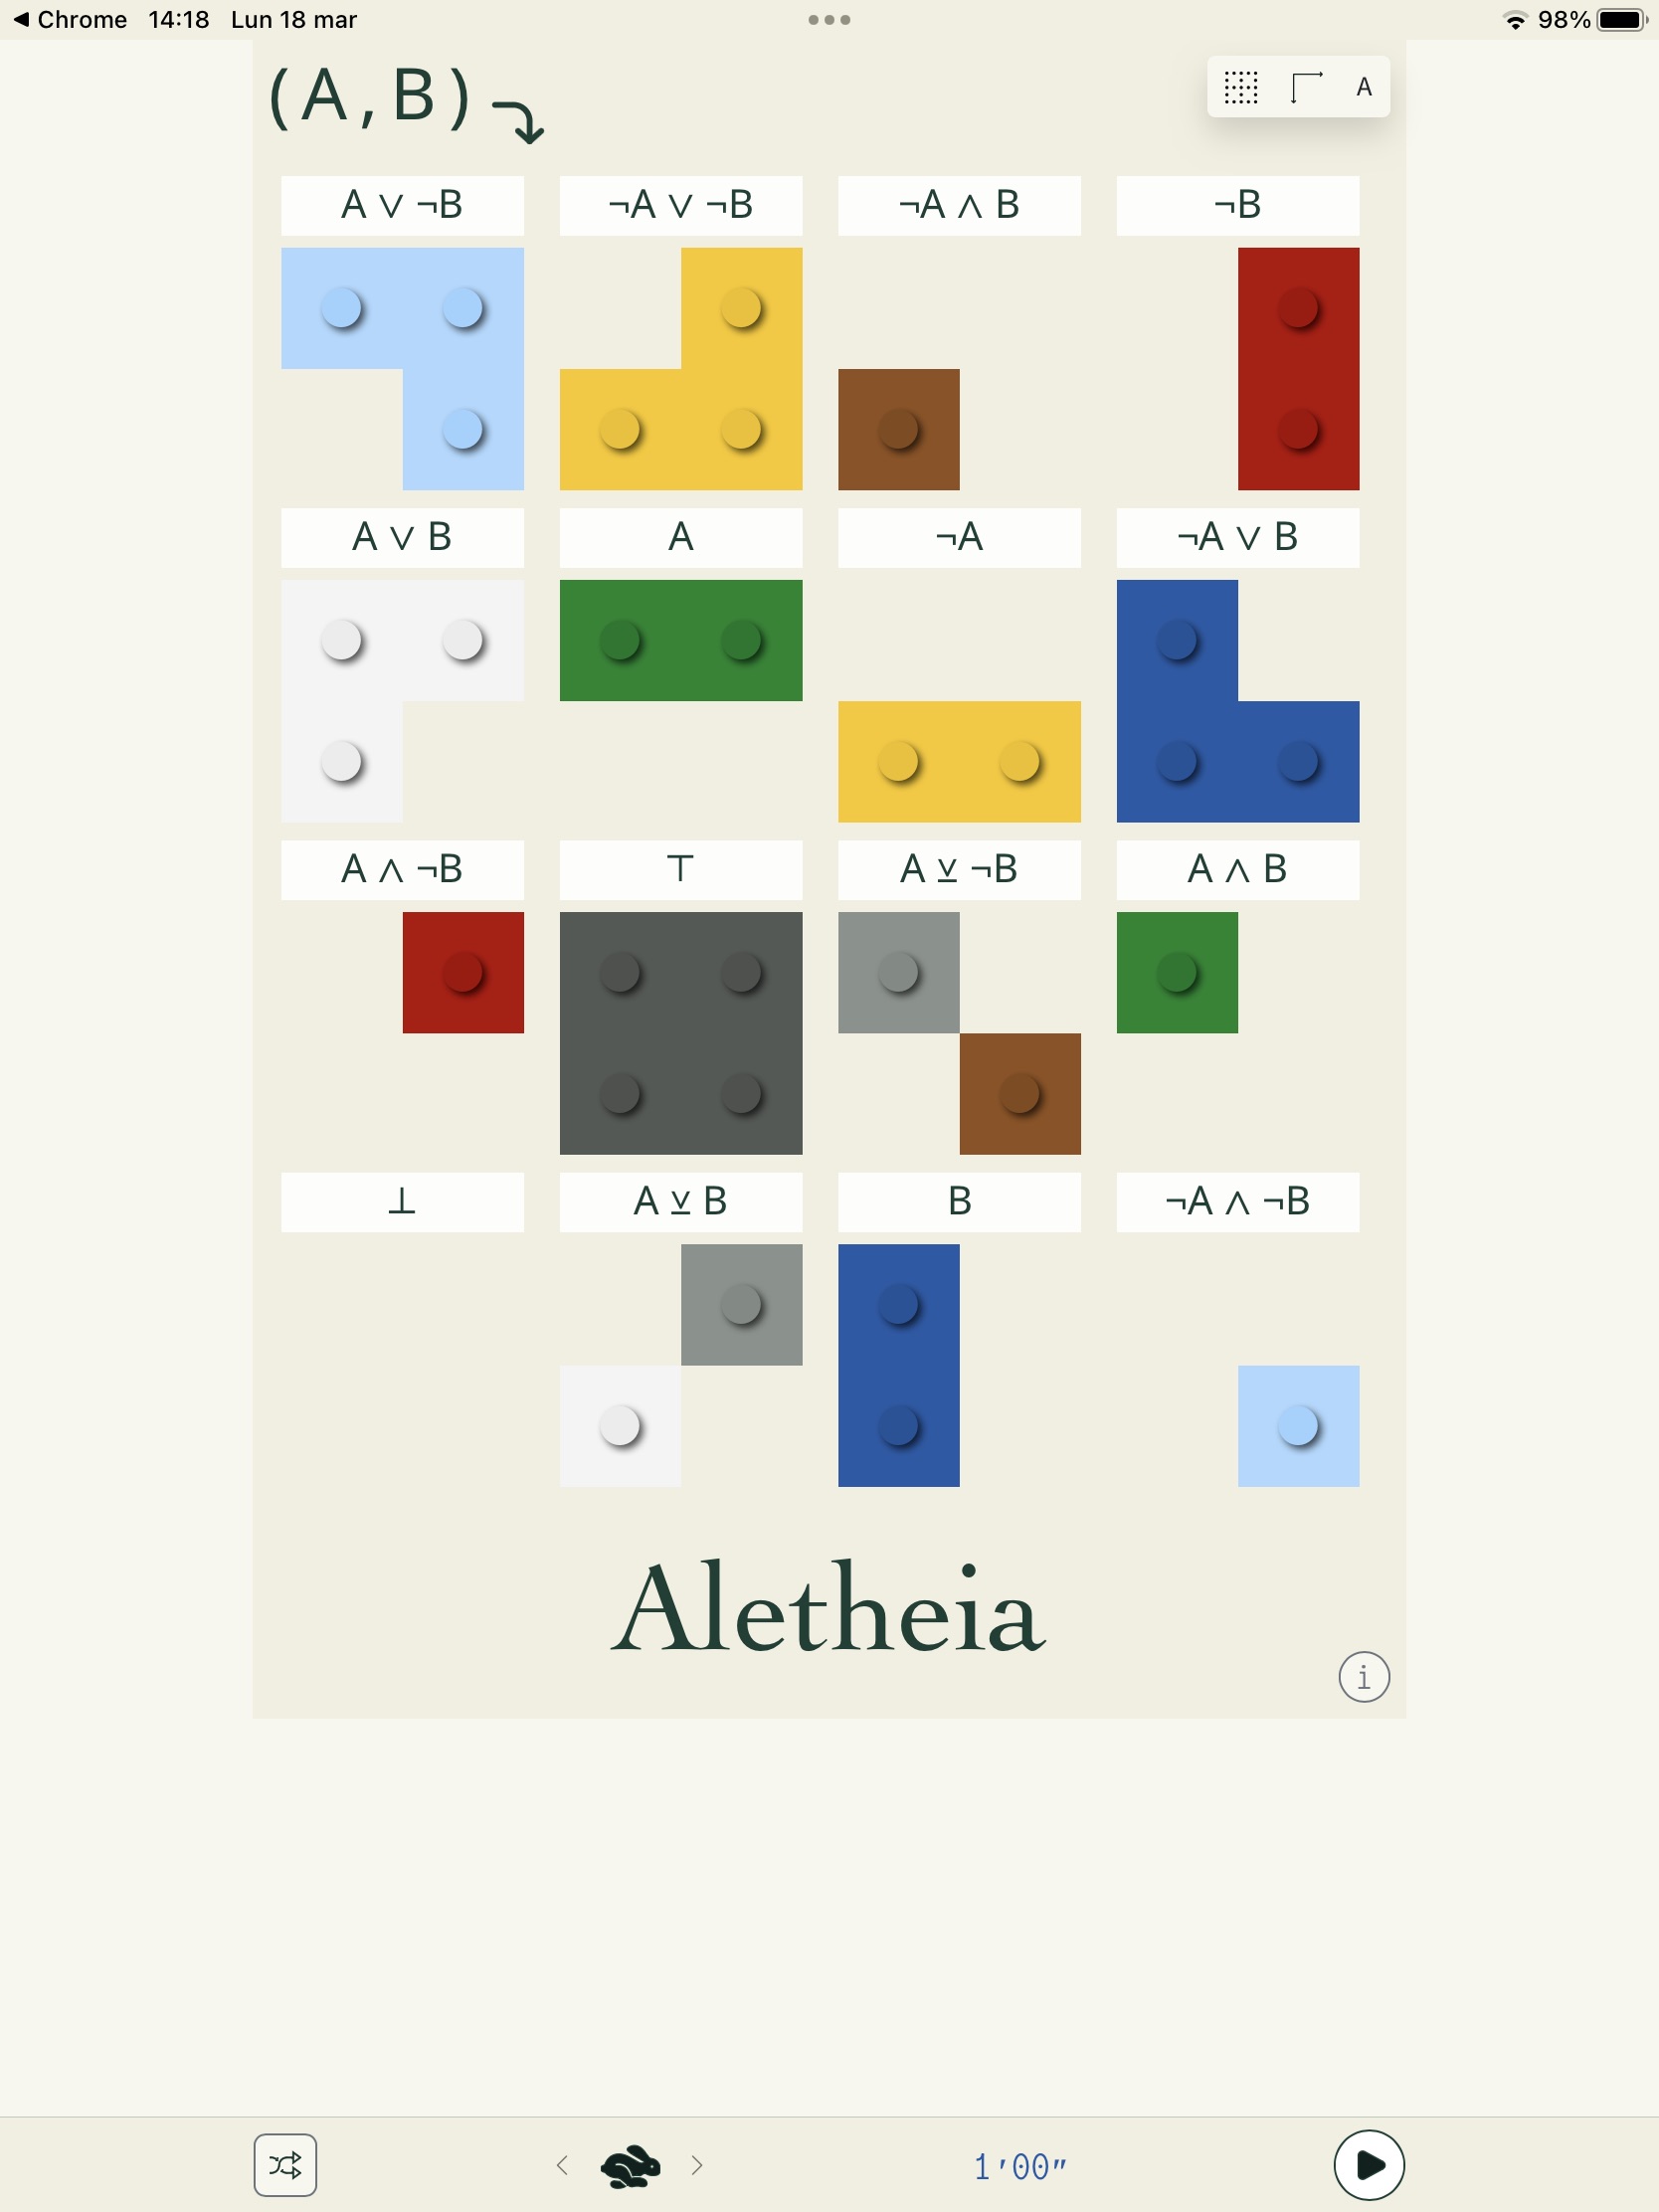 Chrome 14:18 Lun 18 mar 98%
(A,B)
A
A ∨ ¬B ¬A ∨ ¬B ¬A ∧ B ¬B
A ∨ B A ¬A ¬A ∨ B
A ∧ ¬B ⊤ A ⊻ ¬B A ∧ B
⊥ A ⊻ B B ¬A ∧ ¬B
Aletheia
i
1′00″